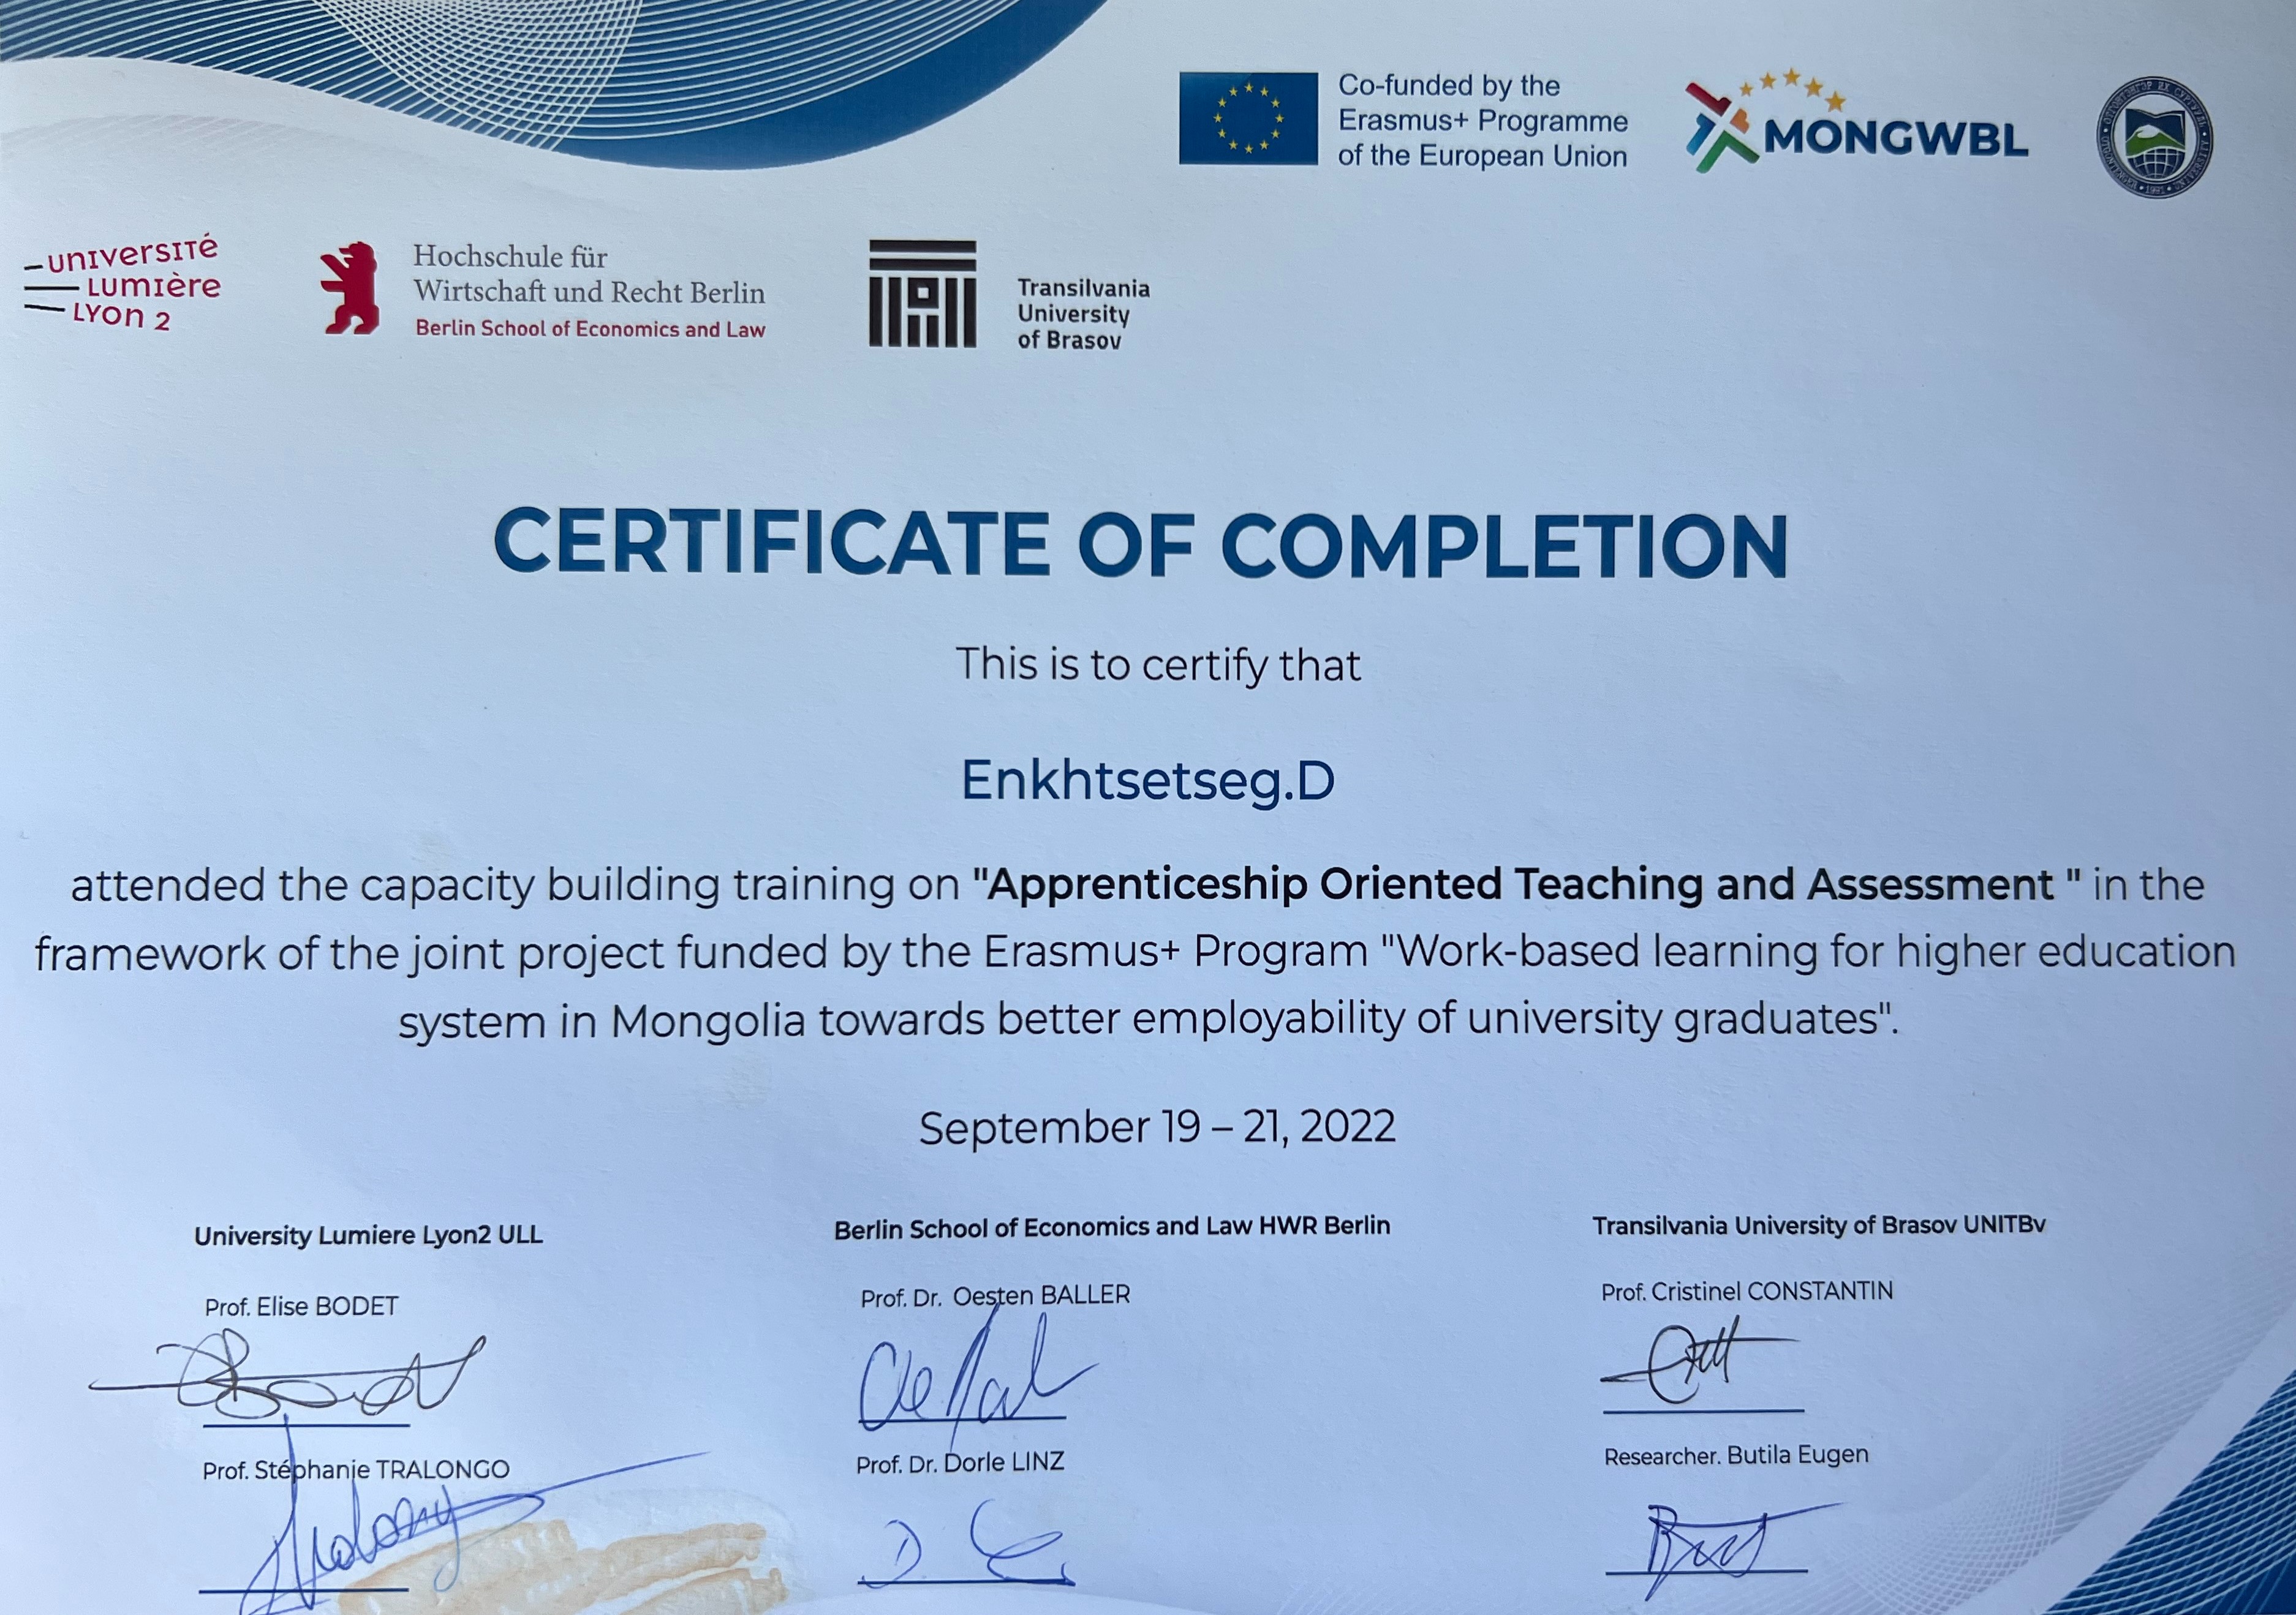 Co-funded by the
Erasmus+ Programme
of the European Union
MONGWBL
1991
université
Lumière
Lyon 2
Hochschule für
Wirtschaft und Recht Berlin
Berlin School of Economics and Law
Transilvania
University
of Brasov
CERTIFICATE OF COMPLETION
This is to certify that
Enkhtsetseg.D
attended the capacity building training on "Apprenticeship Oriented Teaching and Assessment " in the
framework of the joint project funded by the Erasmus+ Program "Work-based learning for higher education
system in Mongolia towards better employability of university graduates".
September 19 – 21, 2022
University Lumiere Lyon2 ULL
Prof. Elise BODET
Prof. Stéphanie TRALONGO
Berlin School of Economics and Law HWR Berlin
Prof. Dr. Oesten BALLER
Prof. Dr. Dorle LINZ
Transilvania University of Brasov UNITBv
Prof. Cristinel CONSTANTIN
Researcher. Butila Eugen